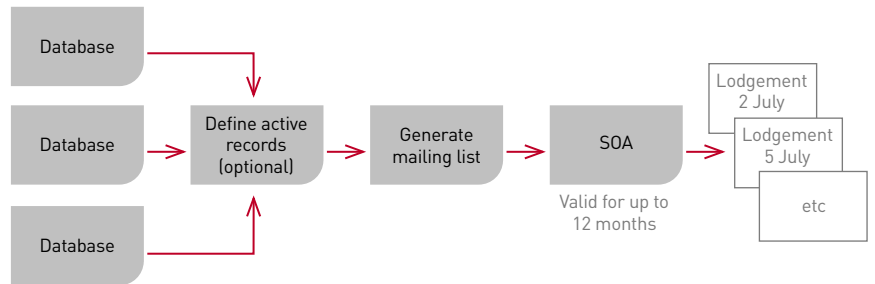 Database
Database
Database
Define active
records
(optional)
Generate
mailing list
SOA
Valid for up to
12 months
Lodgement
2 July
Lodgement
5 July
etc